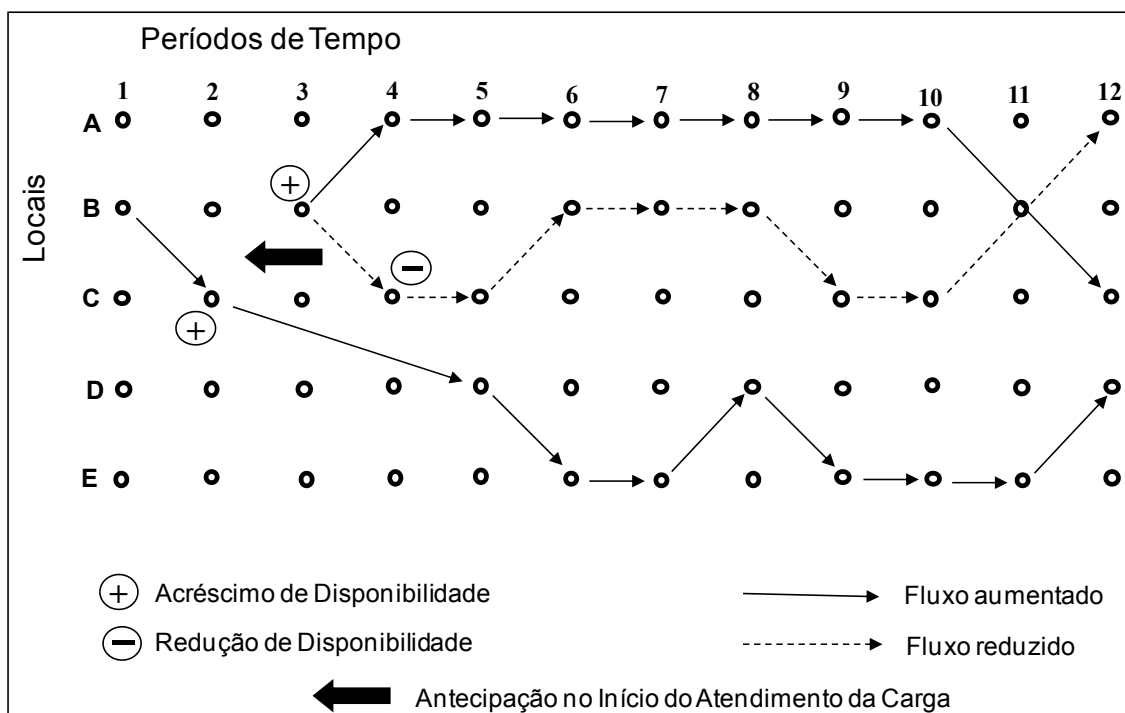 Períodos de Tempo
1 2 3 4 5 6 7 8 9 10 11 12
Locais
A
+
B
−
C
+
D
E
+ Acréscimo de Disponibilidade
Fluxo aumentado
− Redução de Disponibilidade
Fluxo reduzido
Antecipação no Início do Atendimento da Carga